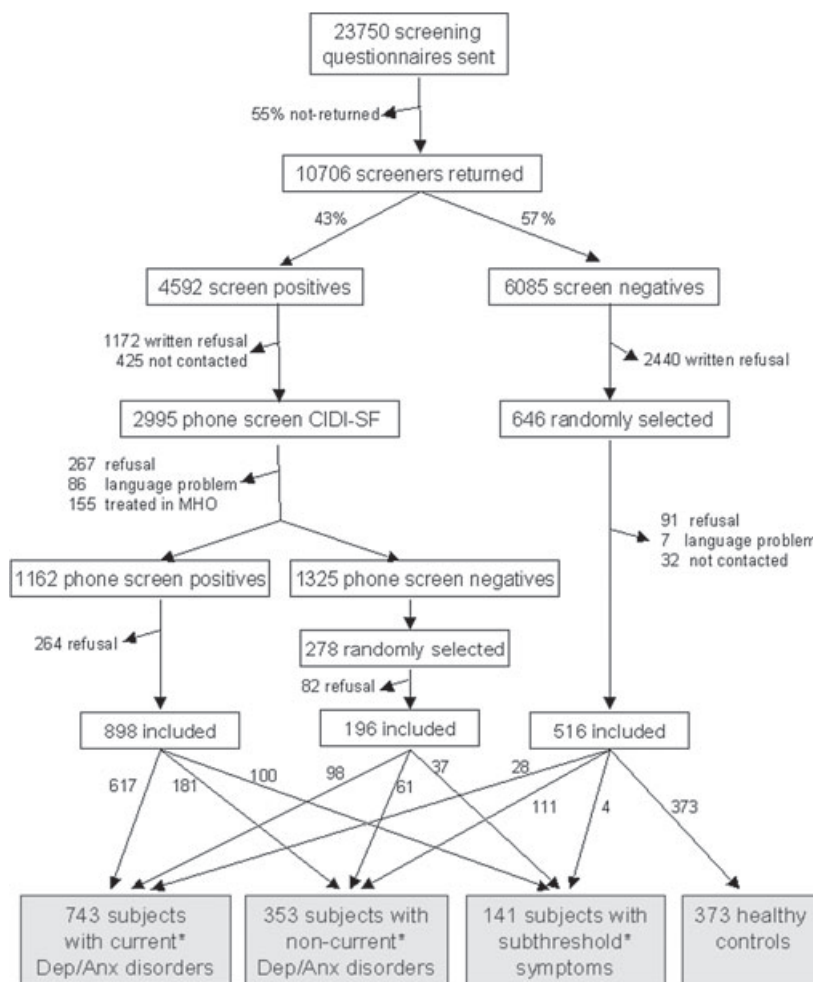 23750 screening
questionnaires sent
55% not-returned
10706 screeners returned
43%
57%
4592 screen positives
6085 screen negatives
1172 written refusal
425 not contacted
2440 written refusal
2995 phone screen CIDI-SF
646 randomly selected
267 refusal
86 language problem
155 treated in MHO
91 refusal
7 language problem
32 not contacted
1162 phone screen positives
1325 phone screen negatives
264 refusal
278 randomly selected
82 refusal
898 included
196 included
516 included
617
181
100
98
61
37
28
111
4
373
743 subjects
with current*
Dep/Anx disorders
353 subjects with
non-current*
Dep/Anx disorders
141 subjects with
subthreshold*
symptoms
373 healthy
controls